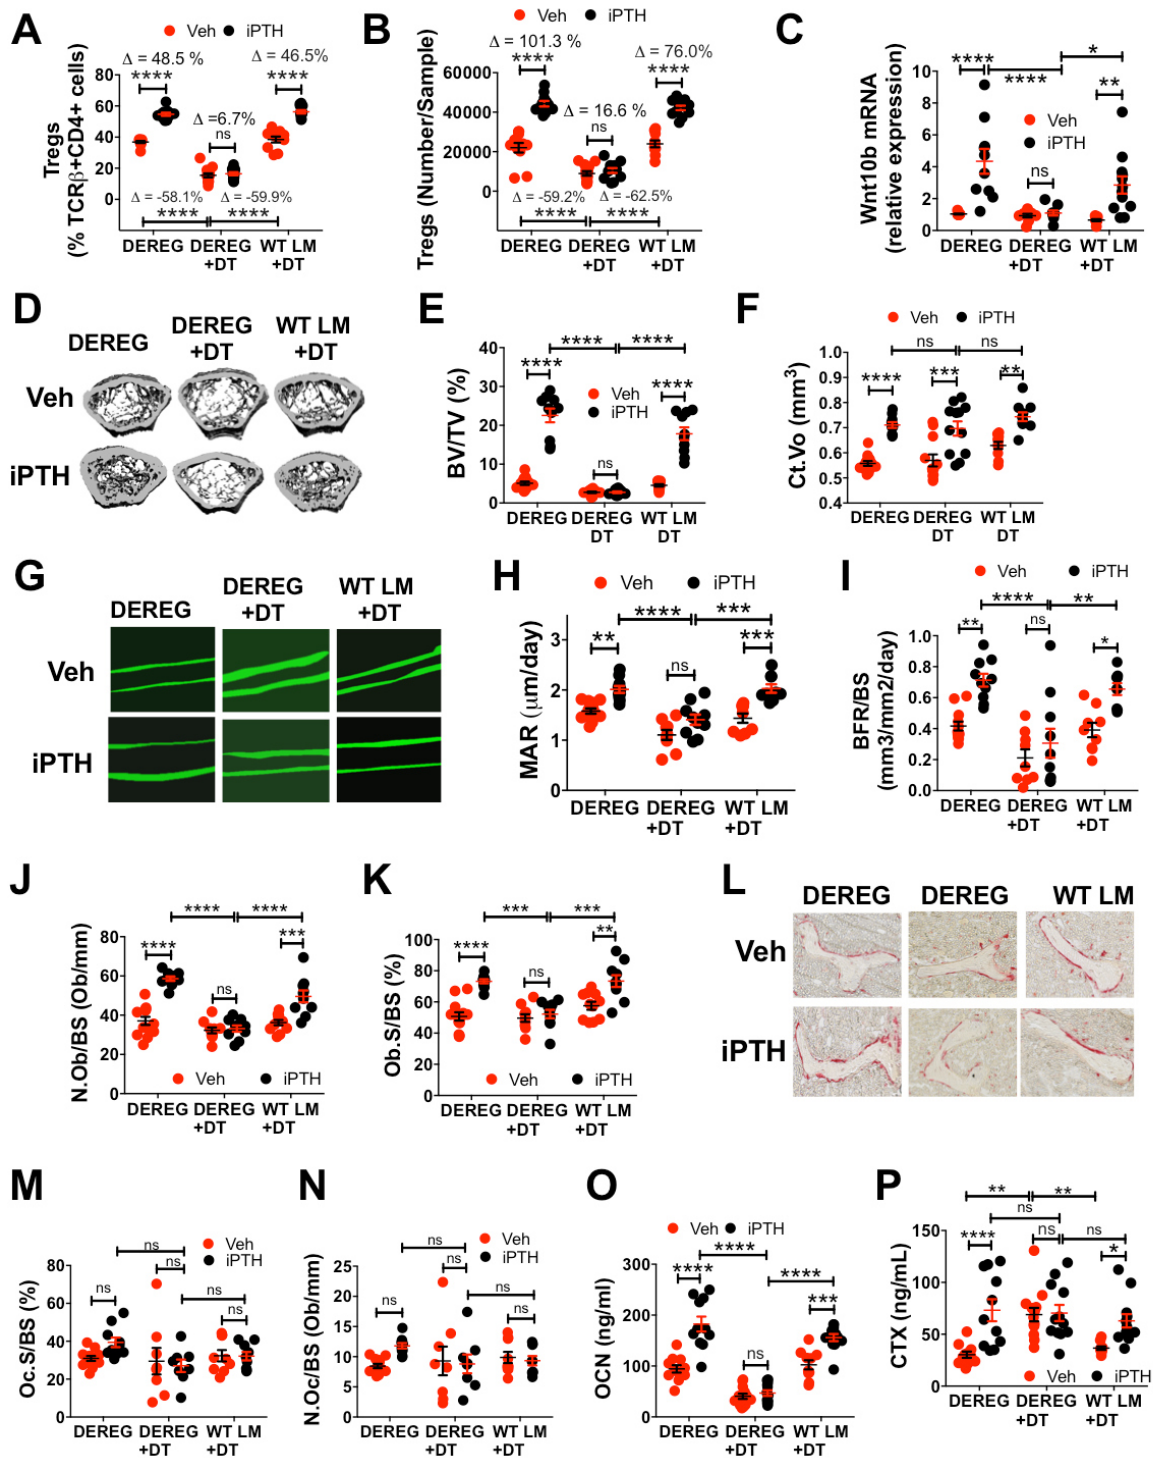 A
Veh iPTH
Δ = 48.5 %
Δ = 46.5%
**** ****
Tregs
(% TCRβ+CD4+ cells)
80
60
40
20
0
Δ =6.7%
ns
Δ = -58.1% Δ = -59.9%
**** ****
DEREG DEREG WT LM
+DT +DT
B
Veh iPTH
Δ = 101.3 % Δ = 76.0%
**** ****
Tregs (Number/Sample)
60000
40000
20000
0
Δ = 16.6 %
ns
Δ = -59.2% Δ = -62.5%
**** ****
DEREG DEREG WT LM
+DT +DT
C
**** **** * **
Wnt10b mRNA
(relative expression)
10
8
6
4
2
0
Veh
iPTH
ns
DEREG DEREG WT LM
+DT +DT
D
DEREG DEREG WT LM
+DT +DT
Veh
iPTH
E
**** ****
**** ****
BV/TV (%)
40
30
20
10
0
Veh
iPTH
ns
DEREG DEREG WT LM
DT DT
F
Veh iPTH
ns ns
**** *** **
Ct.Vo (mm3)
1.0
0.9
0.8
0.7
0.6
0.5
0.4
DEREG DEREG WT LM
DT DT
G
DEREG DEREG WT LM
+DT +DT
Veh
iPTH
H
Veh iPTH
**** ***
** ns ***
MAR (μm/day)
3
2
1
0
DEREG DEREG WT LM
+DT +DT
I
Veh iPTH
**** **
** ns *
BFR/BS
(mm3/mm2/day)
1.0
0.8
0.6
0.4
0.2
0.0
DEREG DEREG WT LM
+DT +DT
J
**** ****
**** ns ***
N.Ob/BS (Ob/mm)
80
60
40
20
0
Veh iPTH
DEREG DEREG WT LM
+DT +DT
K
*** ***
**** ns **
Ob.S/BS (%)
100
80
60
40
20
0
Veh iPTH
DEREG DEREG WT LM
+DT +DT
L
DEREG DEREG WT LM
Veh
iPTH
M
Veh
iPTH
ns
ns
ns
ns
ns
Oc.S/BS (%)
80
60
40
20
0
DEREG DEREG WT LM
+DT +DT
N
Veh
iPTH
ns
ns
ns
ns
ns
N.Oc/BS (Ob/mm)
25
20
15
10
5
0
DEREG DEREG WT LM
+DT +DT
O
Veh iPTH
**** ****
**** ns ***
OCN (ng/ml)
300
200
100
0
DEREG DEREG WT LM
+DT +DT
P
** **
ns
**** ns ns *
CTX (ng/mL)
150
100
50
0
Veh iPTH
DEREG DEREG WT LM
+DT +DT